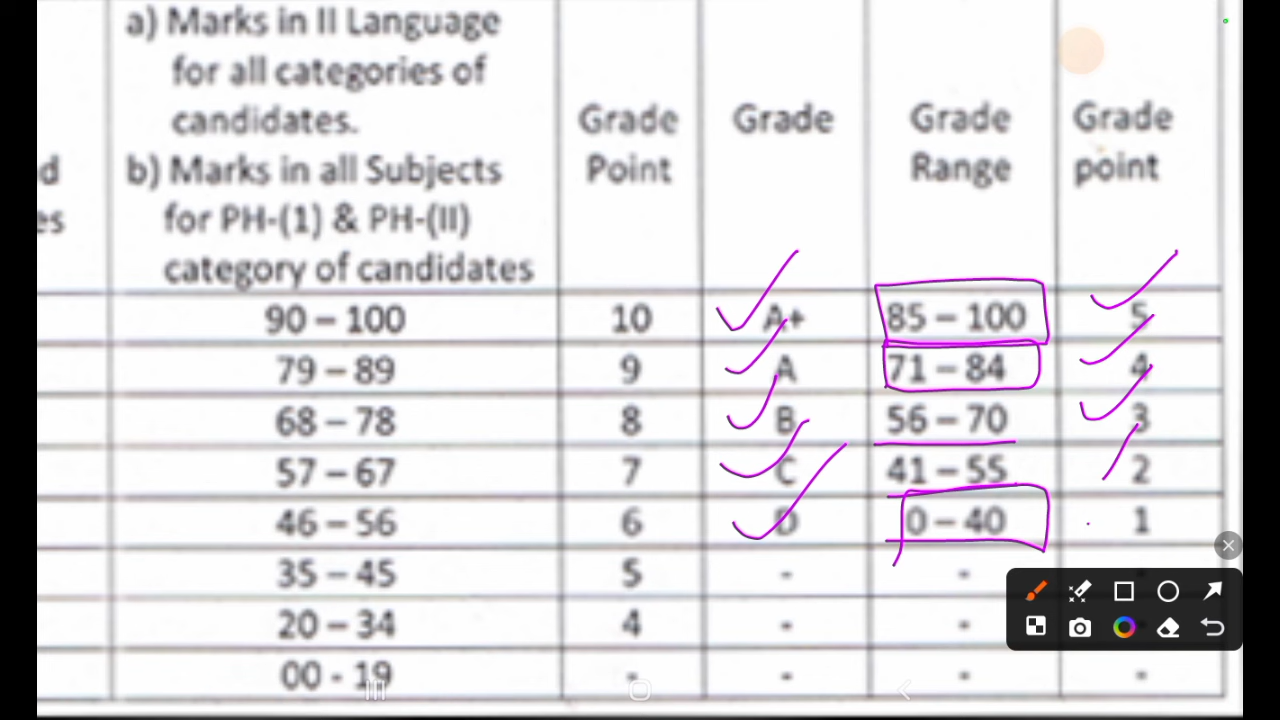 a) Marks in II Language
for all categories of
candidates.
b) Marks in all Subjects
for PH-(1) & PH-(II)
category of candidates
d
es
Grade
Point
Grade
Grade
Range
Grade
point
90 – 100 10 A+ 85 – 100 5
79 – 89 9 A 71 – 84 4
68 – 78 8 B 56 – 70 3
57 – 67 7 C 41 – 55 2
46 – 56 6 D 0 – 40 1
35 – 45 5 - -
20 – 34 4 - -
00 - 19 - - - -